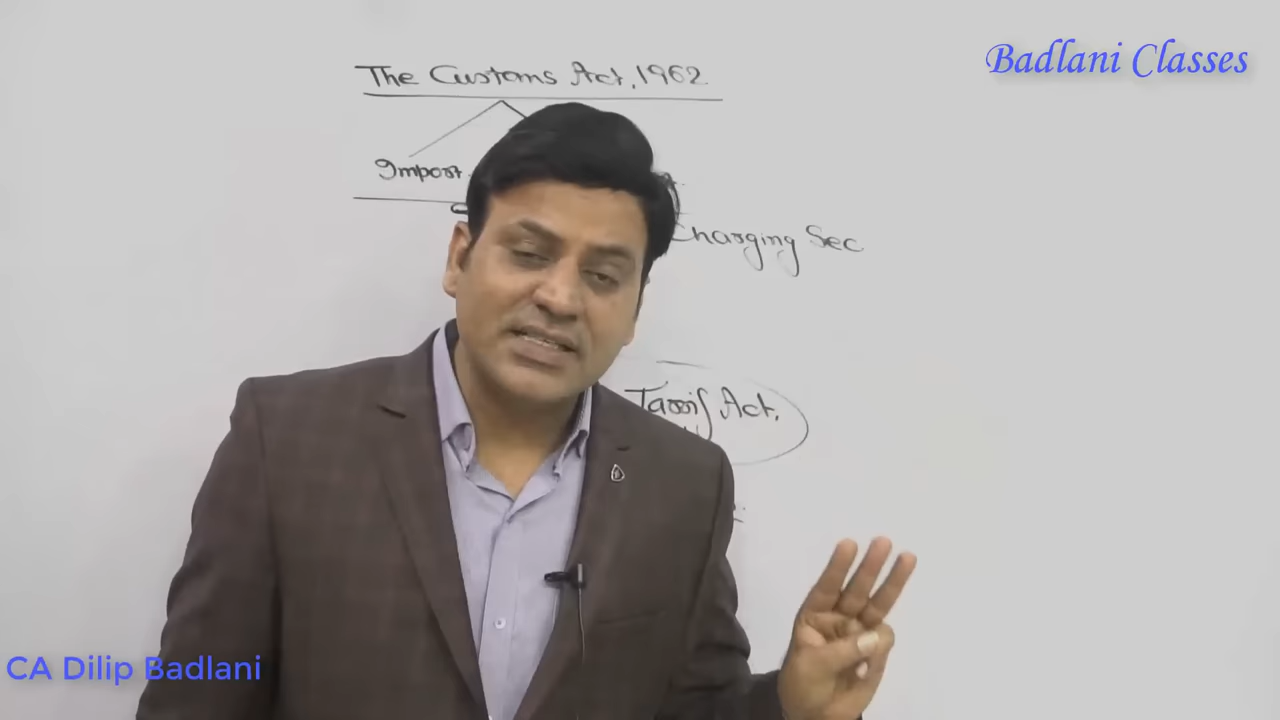 Badlani Classes
The Customs Act, 1962
Import
Charging Sec
Tariff Act.
CA Dilip Badlani